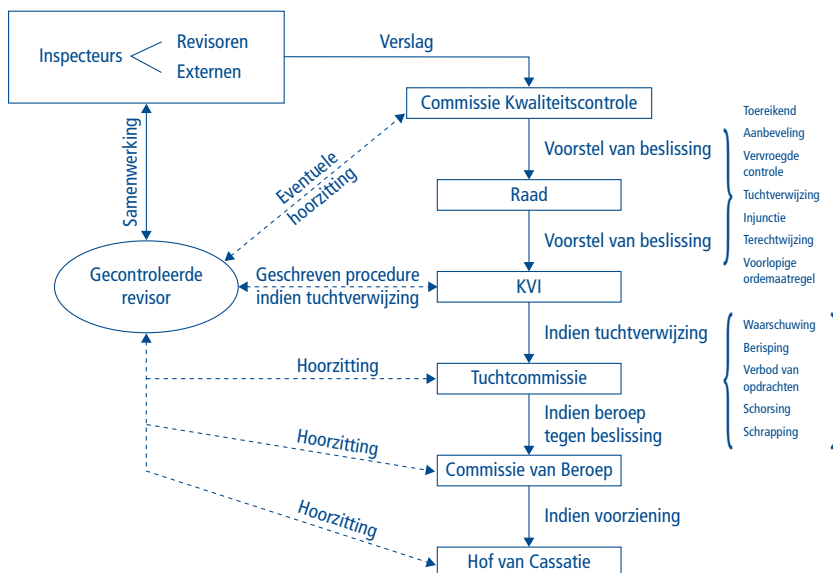 Revisoren
Inspecteurs
Externen
Verslag
Commissie Kwaliteitscontrole
Samenwerking
Eventuele
hoorzitting
Voorstel van beslissing
Raad
Voorstel van beslissing
Toereikend
Aanbeveling
Vervroegde
controle
Tuchtverwijzing
Injunctie
Terechtwijzing
Voorlopige
ordemaatregel
Gecontroleerde
revisor
Geschreven procedure
indien tuchtverwijzing
KVI
Indien tuchtverwijzing
Waarschuwing
Berisping
Verbod van
opdrachten
Schorsing
Schrapping
Hoorzitting
Tuchtcommissie
Indien beroep
tegen beslissing
Hoorzitting
Commissie van Beroep
Indien voorziening
Hoorzitting
Hof van Cassatie